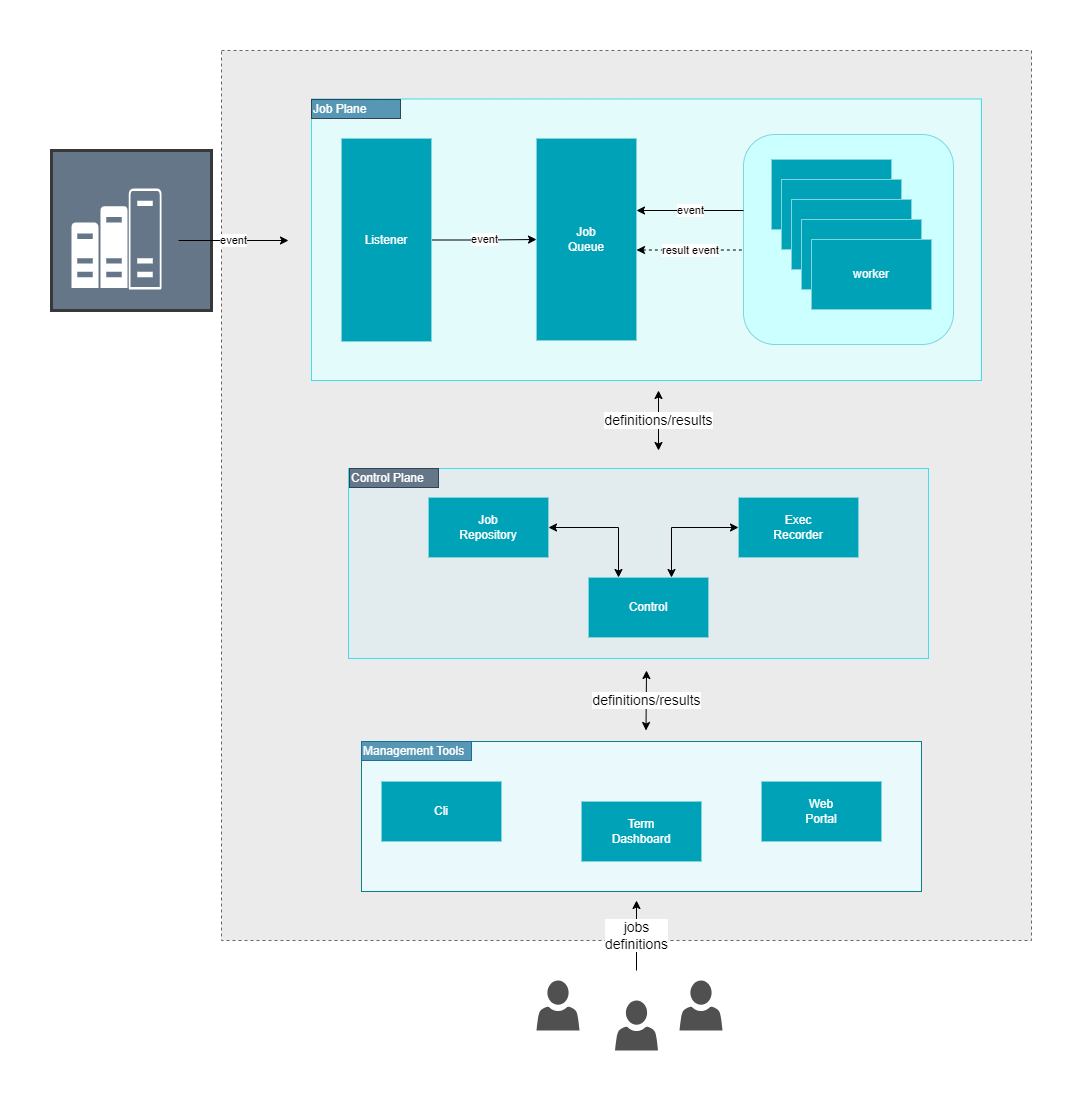 Job Plane
Listener
Job
Queue
event
event
event
result event
worker
definitions/results
Control Plane
Job
Repository
Exec
Recorder
Control
definitions/results
Management Tools
Cli
Term
Dashboard
Web
Portal
jobs
definitions